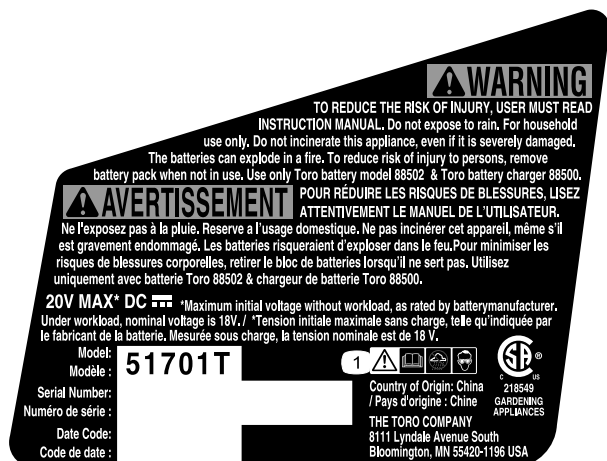 WARNING
TO REDUCE THE RISK OF INJURY, USER MUST READ
INSTRUCTION MANUAL. Do not expose to rain. For household
use only. Do not incinerate this appliance, even if it is severely damaged.
The batteries can explode in a fire. To reduce risk of injury to persons, remove
battery pack when not in use. Use only Toro battery model 88502 & Toro battery charger 88500.
AVERTISSEMENT
POUR RÉDUIRE LES RISQUES DE BLESSURES, LISEZ
ATTENTIVEMENT LE MANUEL DE L'UTILISATEUR.
Ne l'exposez pas à la pluie. Reserve a l'usage domestique. Ne pas incinérer cet appareil, même s'il
est gravement endommagé. Les batteries risqueraient d'exploser dans le feu.Pour minimiser les
risques de blessures corporelles, retirer le bloc de batteries lorsqu'il ne sert pas. Utilisez
uniquement avec batterie Toro 88502 & chargeur de batterie Toro 88500.
20V MAX* DC *Maximum initial voltage without workload, as rated by batterymanufacturer.
Under workload, nominal voltage is 18V. / *Tension initiale maximale sans charge, telle qu'indiquée par
le fabricant de la batterie. Mesurée sous charge, la tension nominale est de 18 V.
Model:
Modèle :
51701T
Serial Number:
Numéro de série :
Date Code:
Code de date :
1
Country of Origin: China
/ Pays d'origine : Chine
THE TORO COMPANY
8111 Lyndale Avenue South
Bloomington, MN 55420-1196 USA
SA ®
C US
218549
GARDENING
APPLIANCES